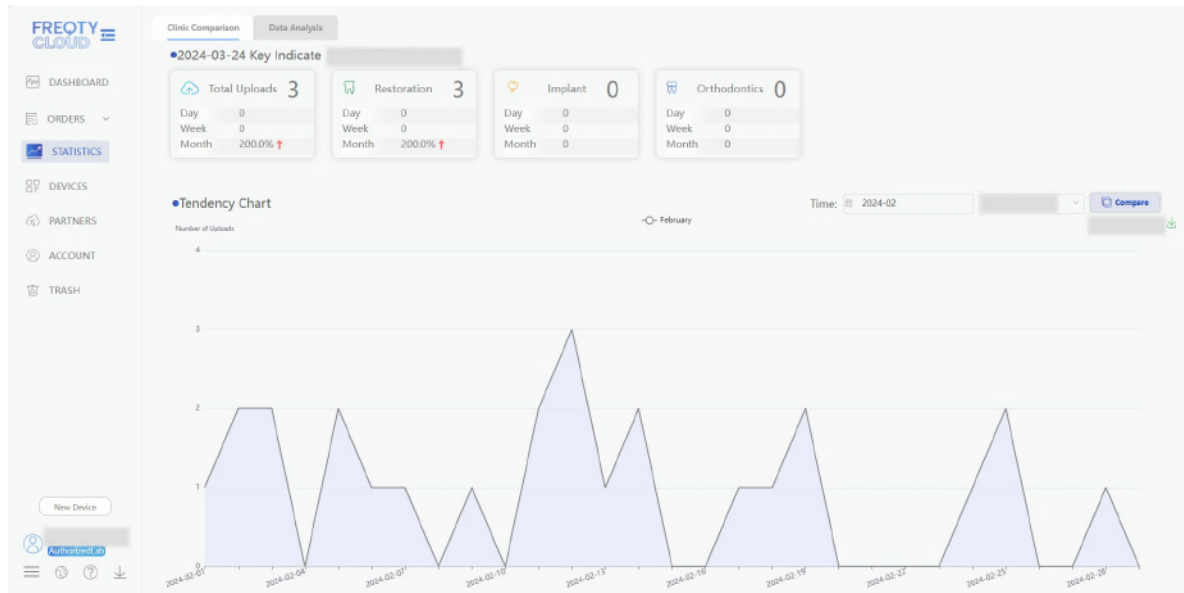 FREQTY
CLOUD
DASHBOARD
ORDERS
STATISTICS
DEVICES
PARTNERS
ACCOUNT
TRASH
New Device
AuthorizedLab
Clinic Comparison Data Analysis
2024-03-24 Key Indicate
Total Uploads 3
Day 0
Week 0
Month 200.0% ↑
Restoration 3
Day 0
Week 0
Month 200.0% ↑
Implant 0
Day 0
Week 0
Month 0
Orthodontics 0
Day 0
Week 0
Month 0
Tendency Chart
Time: 2024-02 Compare
February
Number of Uploads
4
3
2
1
0
2024-02-01 2024-02-04 2024-02-07 2024-02-10 2024-02-13 2024-02-16 2024-02-19 2024-02-22 2024-02-25 2024-02-28